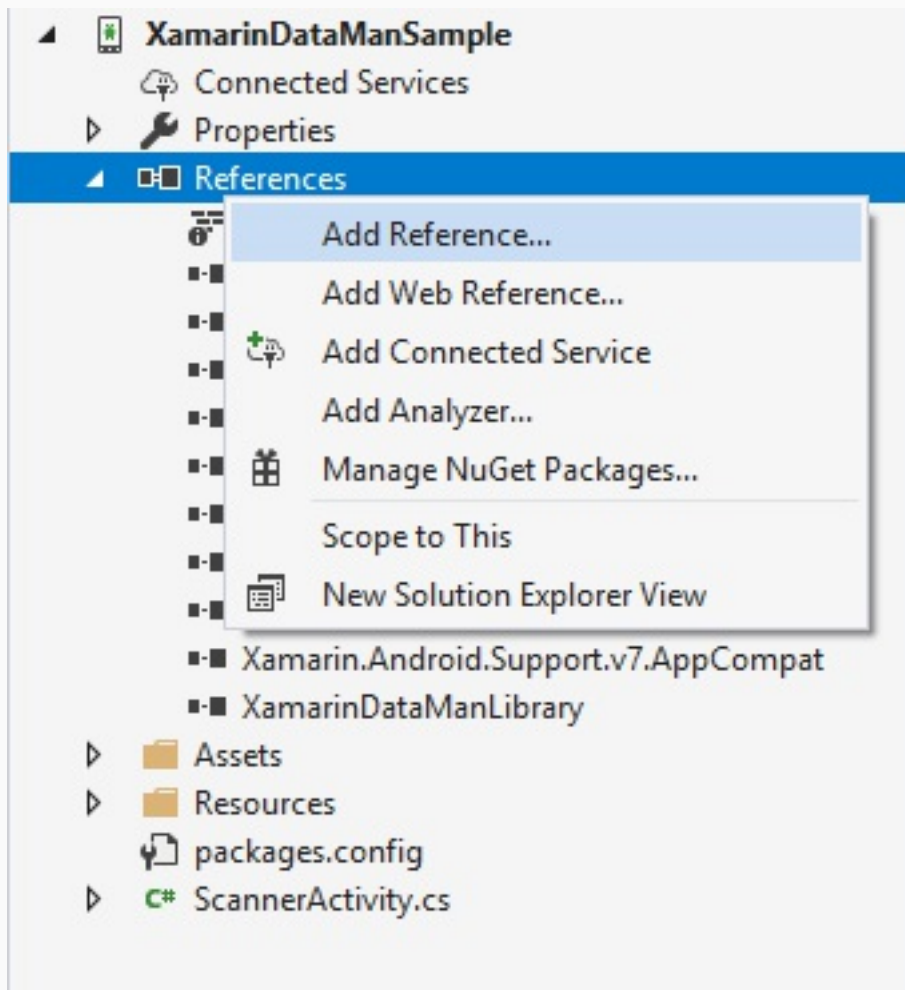 XamarinDataManSample
Connected Services
Properties
References
Add Reference...
Add Web Reference...
Add Connected Service
Add Analyzer...
Manage NuGet Packages...
Scope to This
New Solution Explorer View
Xamarin.Android.Support.v7.AppCompat
XamarinDataManLibrary
Assets
Resources
packages.config
C# ScannerActivity.cs